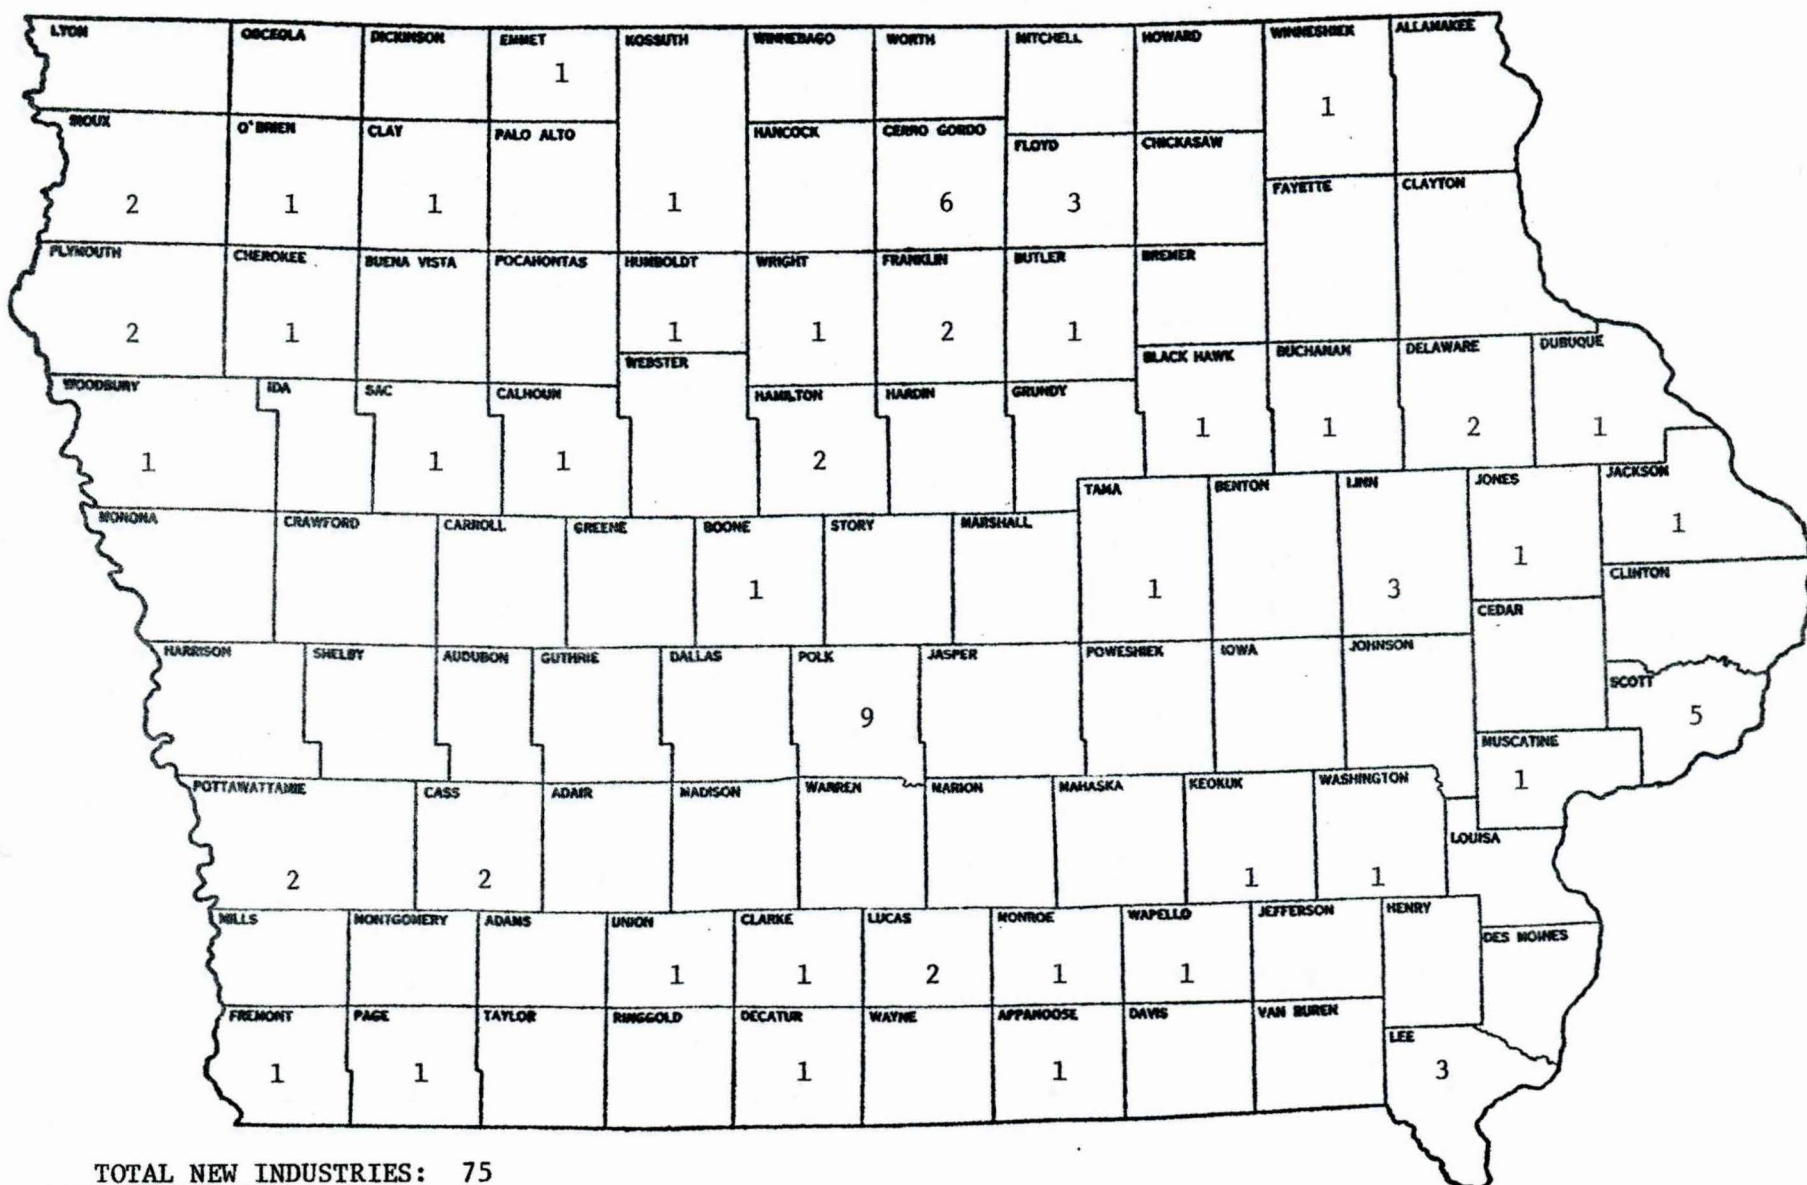 LYON OSCEOLA DICKINSON EMMET KOSSUTH WINNEBAGO WORTH MITCHELL HOWARD WINNESHIEK ALLAMAKEE
1
1
SIOUX O'BRIEN CLAY PALO ALTO HANCOCK CERRO GORDO FLOYD CHICKASAW
FAYETTE CLAYTON
2 1 1 1 6 3
PLYMOUTH CHEROKEE BUENA VISTA POCAHONTAS HUMBOLDT WRIGHT FRANKLIN BUTLER BREMER
2 1 1 1 2 1
WEBSTER BLACK HAWK BUCHANAN DELAWARE DUBUQUE
WOODBURY IDA SAC CALHOUN HAMILTON HARDIN GRUNDY
1 1 2 1
1 1 1 2
TAMA BENTON LINN JONES JACKSON
MONONA CRAWFORD CARROLL GREENE BOONE STORY MARSHALL
1
1
CLINTON
1 1 3
CEDAR
HARRISON SHELBY AUDUBON GUTHRIE DALLAS POLK JASPER POWESHIEK IOWA JOHNSON
SCOTT
9 5
MUSCATINE
1
POTTAWATTAMIE CASS ADAIR MADISON WARREN MARION MAHASKA KEOKUK WASHINGTON
LOUISA
2 2 1 1
MILLS MONTGOMERY ADAMS UNION CLARKE LUCAS MONROE WAPELLO JEFFERSON HENRY
DES MOINES
1 1 2 1 1
FREMONT PAGE TAYLOR RINGGOLD DECATUR WAYNE APPANOOSE DAVIS VAN BUREN
LEE
1 1 1 1 3
TOTAL NEW INDUSTRIES: 75